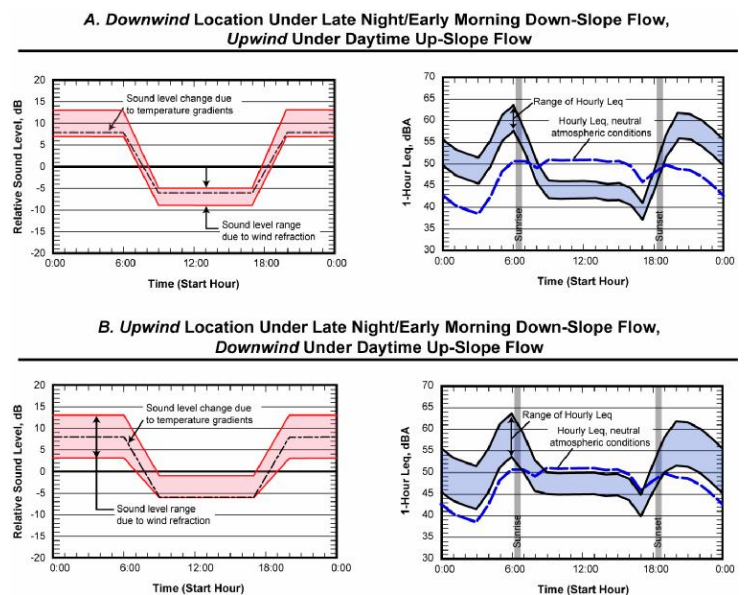 A. Downwind Location Under Late Night/Early Morning Down-Slope Flow,
Upwind Under Daytime Up-Slope Flow
20
15
10
5
0
-5
-10
-15
-20
Relative Sound Level, dB
Sound level change due
to temperature gradients
Sound level range
due to wind refraction
0:00 6:00 12:00 18:00 0:00
Time (Start Hour)
70
65
60
55
50
45
40
35
30
1-Hour Leq, dBA
Range of Hourly Leq
Hourly Leq, neutral
atmospheric conditions
Sunrise
Sunset
0:00 6:00 12:00 18:00 0:00
Time (Start Hour)
B. Upwind Location Under Late Night/Early Morning Down-Slope Flow,
Downwind Under Daytime Up-Slope Flow
20
15
10
5
0
-5
-10
-15
-20
Relative Sound Level, dB
Sound level change due
to temperature gradients
Sound level range
due to wind refraction
0:00 6:00 12:00 18:00 0:00
Time (Start Hour)
70
65
60
55
50
45
40
35
30
1-Hour Leq, dBA
Range of Hourly Leq
Hourly Leq, neutral
atmospheric conditions
Sunrise
Sunset
0:00 6:00 12:00 18:00 0:00
Time (Start Hour)